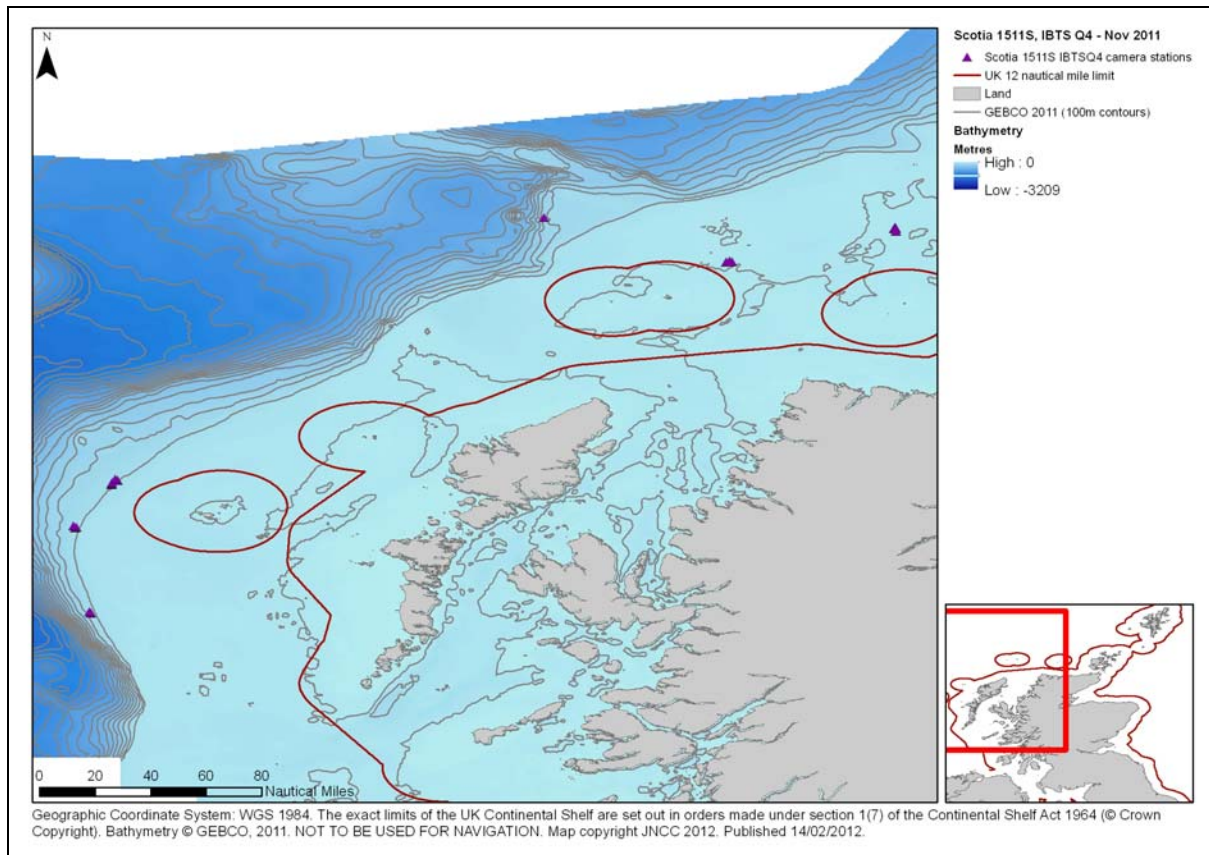 N
Scotia 1511S, IBTS Q4 - Nov 2011
Scotia 1511S IBTSQ4 camera stations
UK 12 nautical mile limit
Land
GEBCO 2011 (100m contours)
Bathymetry
Metres
High : 0
Low : -3209
0 20 40 60 80
Nautical Miles
Geographic Coordinate System: WGS 1984. The exact limits of the UK Continental Shelf are set out in orders made under section 1(7) of the Continental Shelf Act 1964 (© Crown
Copyright). Bathymetry © GEBCO, 2011. NOT TO BE USED FOR NAVIGATION. Map copyright JNCC 2012. Published 14/02/2012.